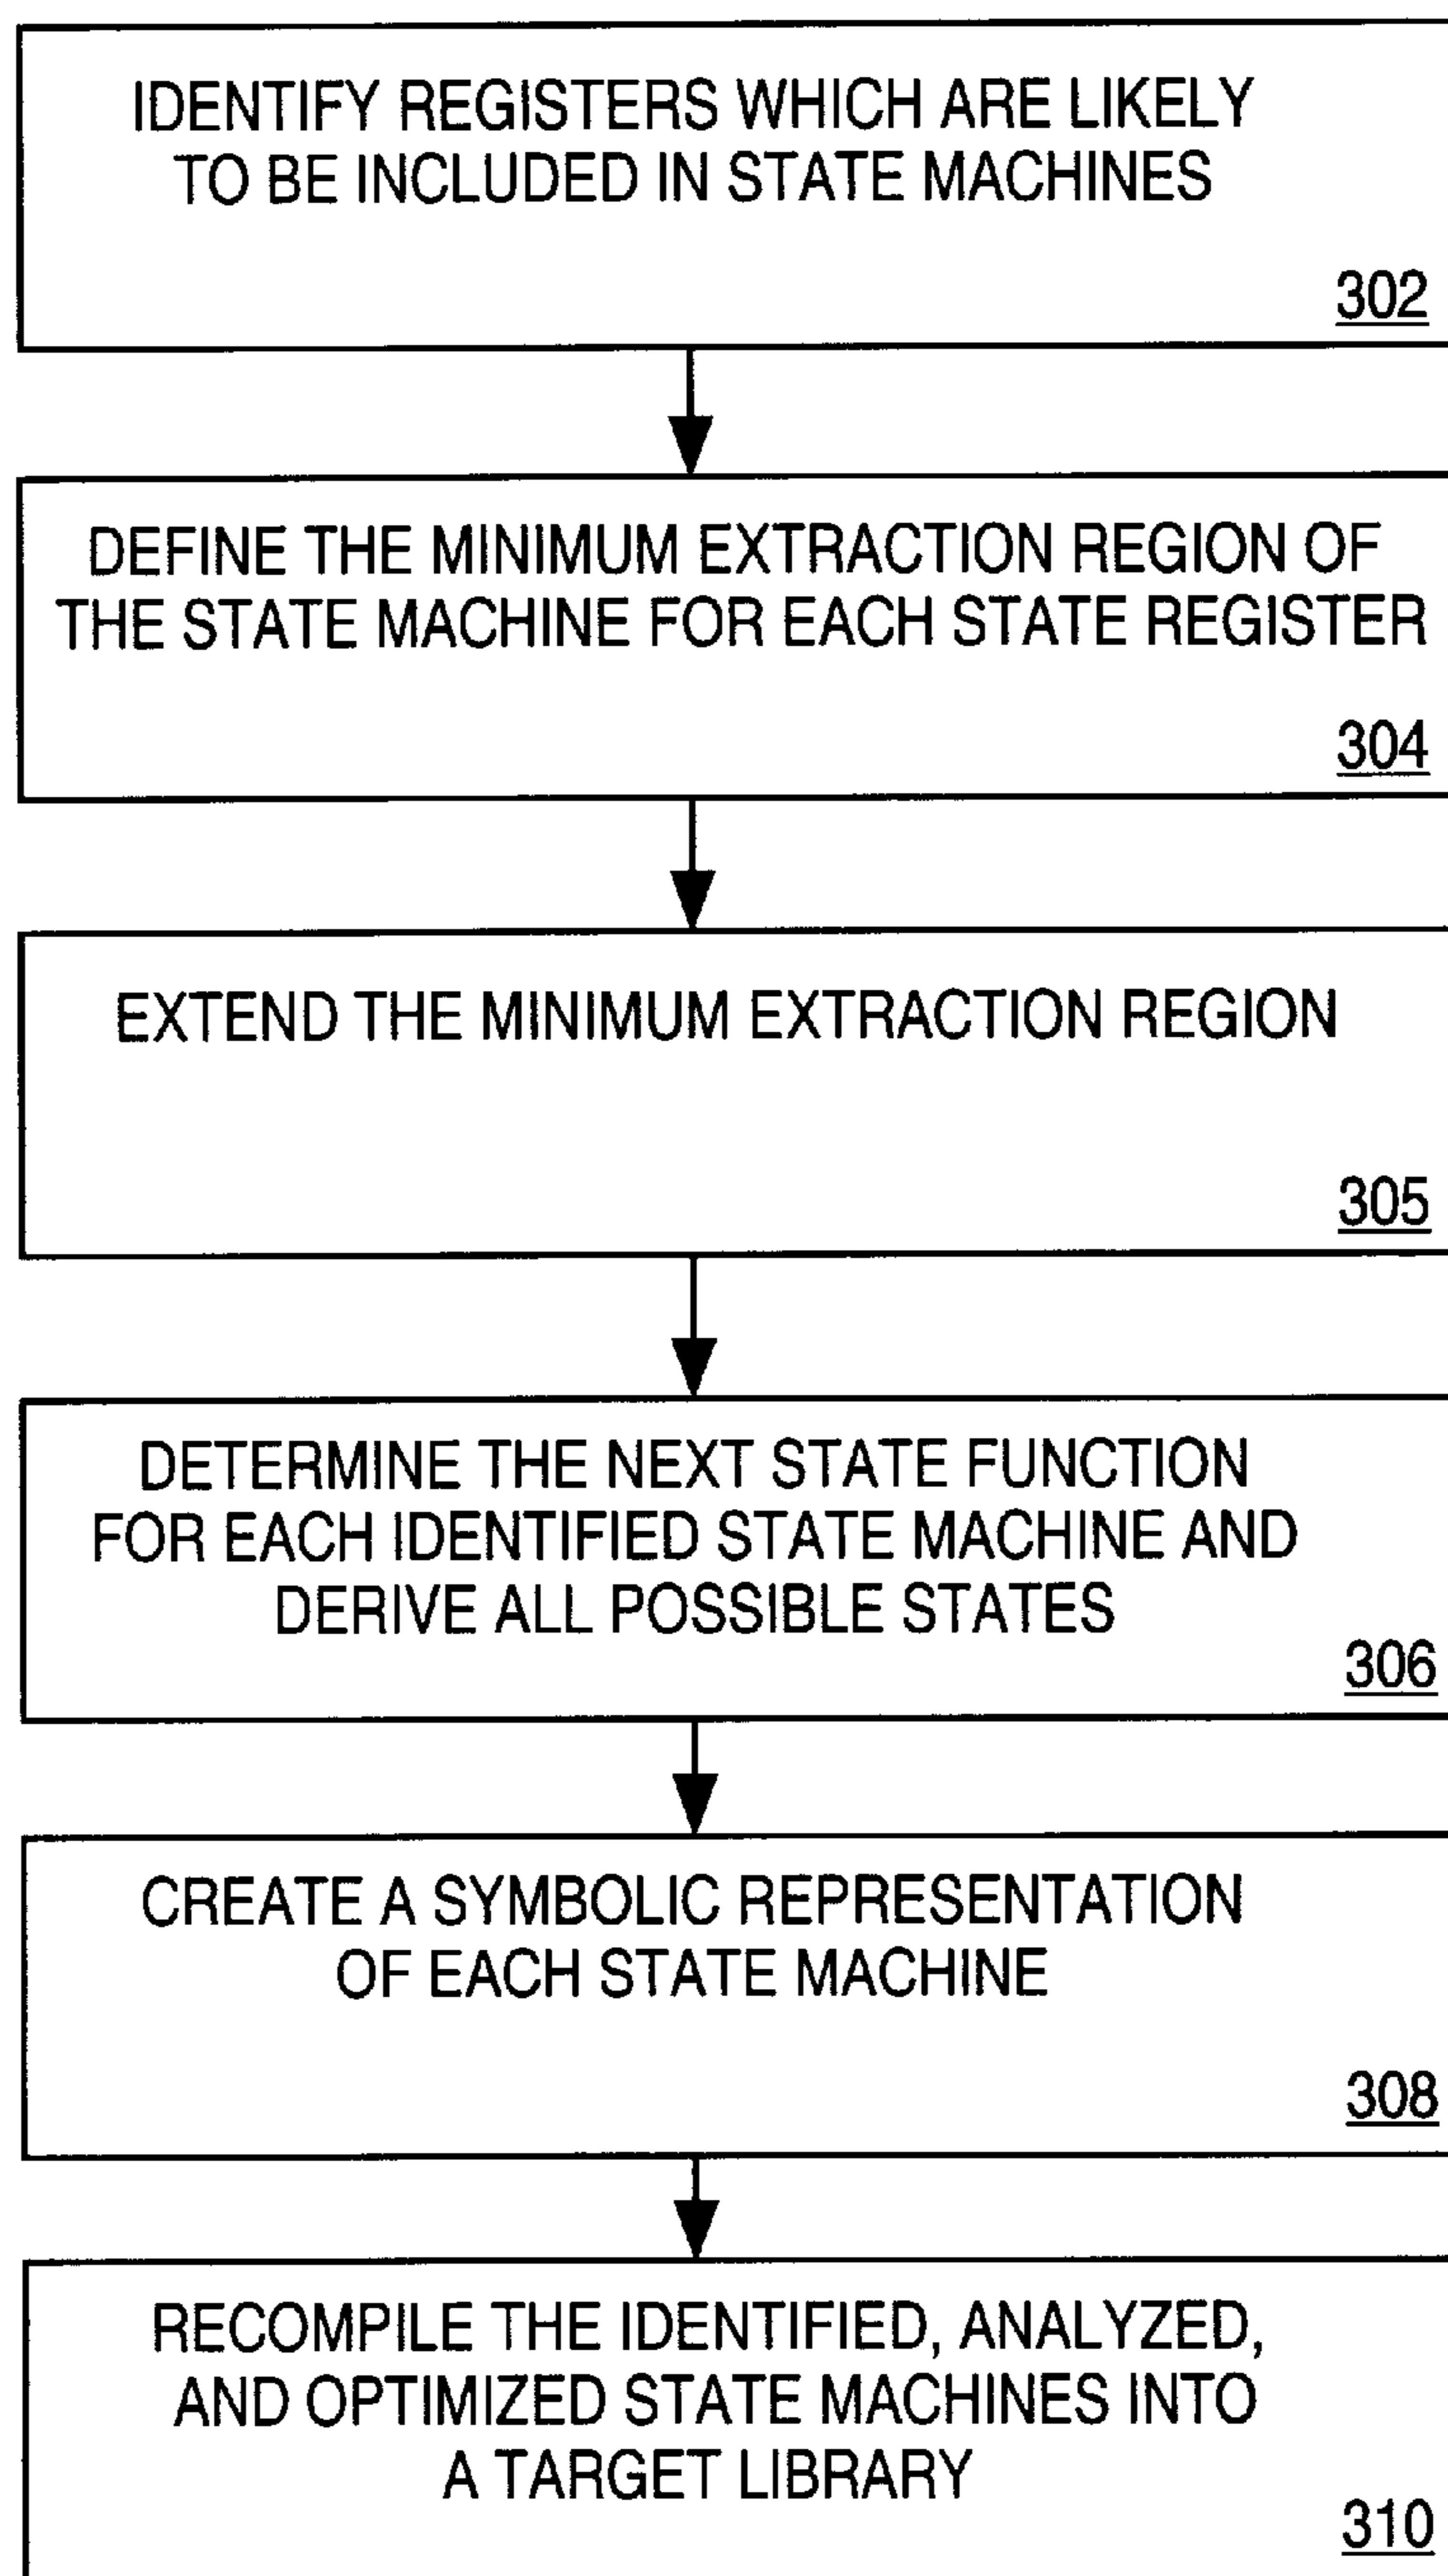 IDENTIFY REGISTERS WHICH ARE LIKELY
TO BE INCLUDED IN STATE MACHINES
302
DEFINE THE MINIMUM EXTRACTION REGION OF
THE STATE MACHINE FOR EACH STATE REGISTER
304
EXTEND THE MINIMUM EXTRACTION REGION
305
DETERMINE THE NEXT STATE FUNCTION
FOR EACH IDENTIFIED STATE MACHINE AND
DERIVE ALL POSSIBLE STATES
306
CREATE A SYMBOLIC REPRESENTATION
OF EACH STATE MACHINE
308
RECOMPILE THE IDENTIFIED, ANALYZED,
AND OPTIMIZED STATE MACHINES INTO
A TARGET LIBRARY
310